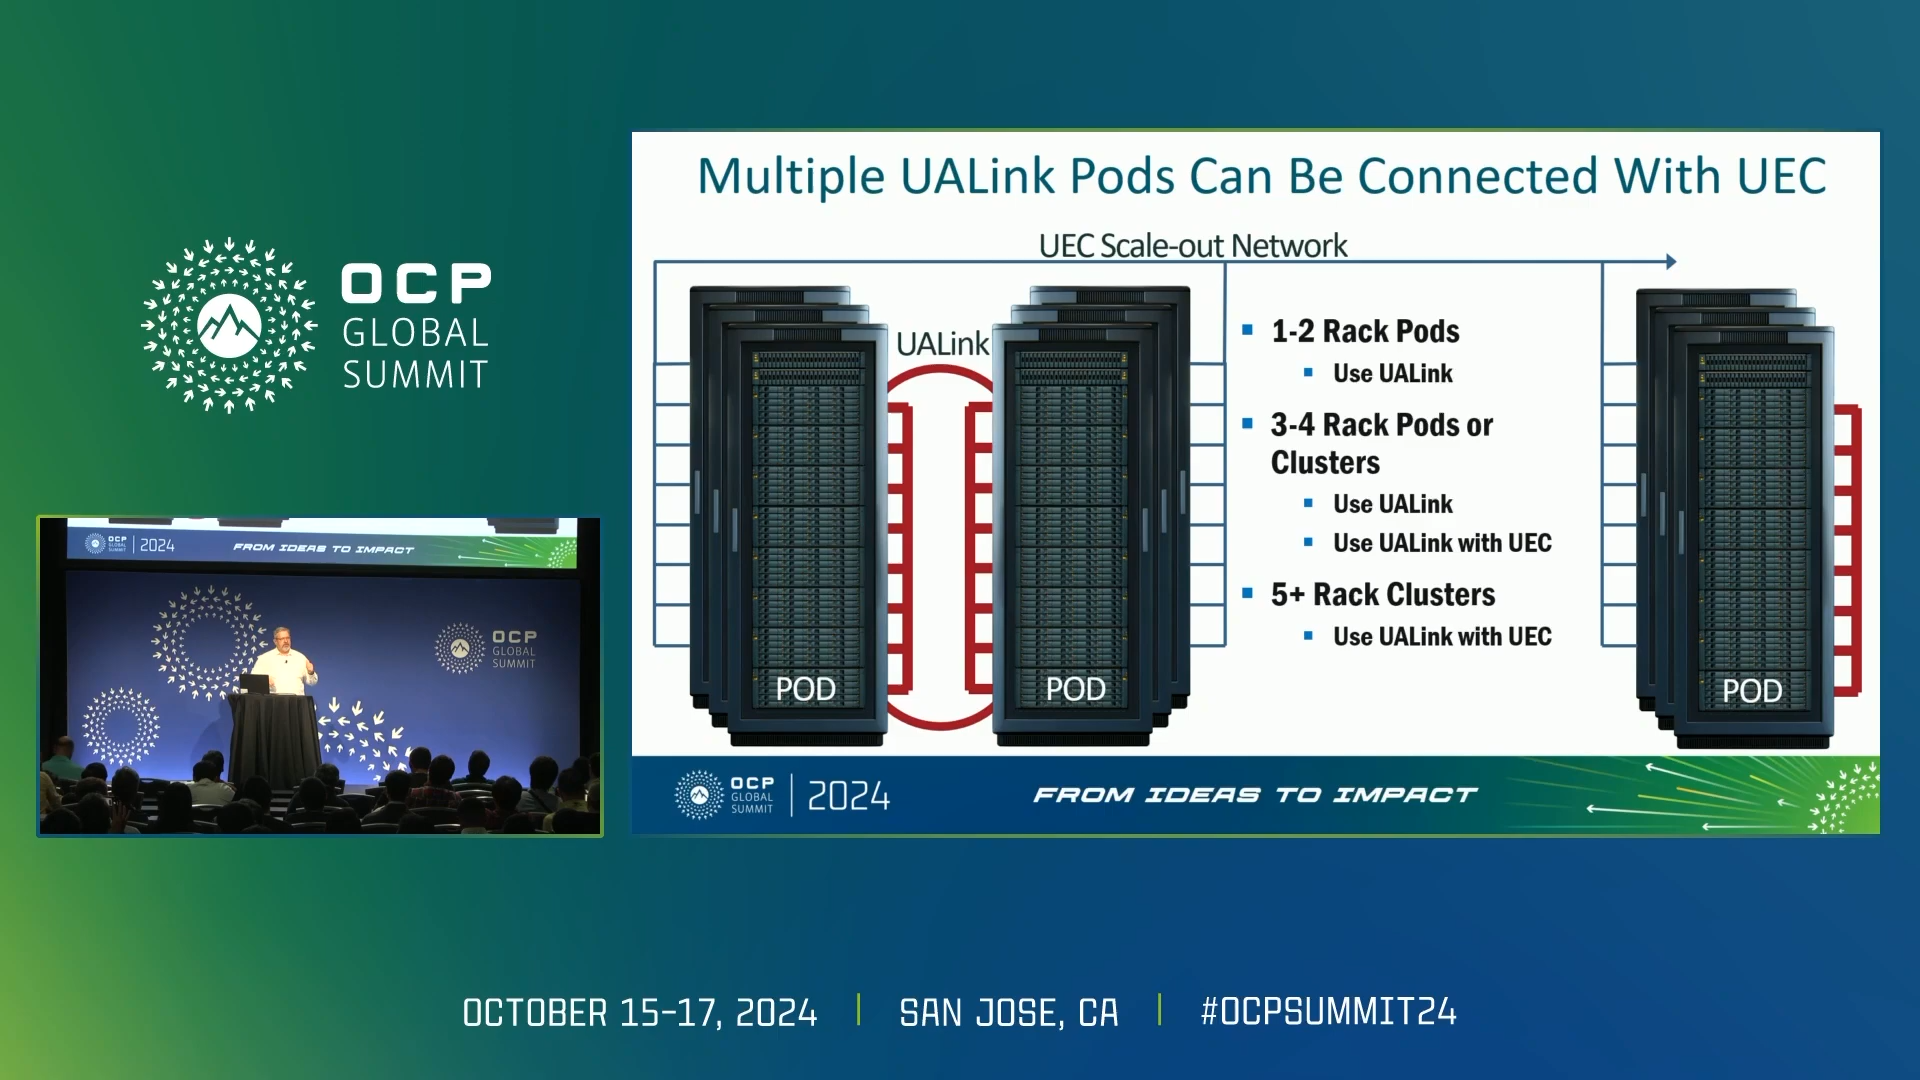 OCP
GLOBAL
SUMMIT
OCP
GLOBAL
SUMMIT
2024
FROM IDEAS TO IMPACT
OCP
GLOBAL
SUMMIT
Multiple UALink Pods Can Be Connected With UEC
UEC Scale-out Network
UALink
POD
POD
▪ 1-2 Rack Pods
▪ Use UALink
▪ 3-4 Rack Pods or
Clusters
▪ Use UALink
▪ Use UALink with UEC
▪ 5+ Rack Clusters
▪ Use UALink with UEC
POD
OCP
GLOBAL
SUMMIT
2024
FROM IDEAS TO IMPACT
OCTOBER 15-17, 2024 | SAN JOSE, CA | #OCPSUMMIT24